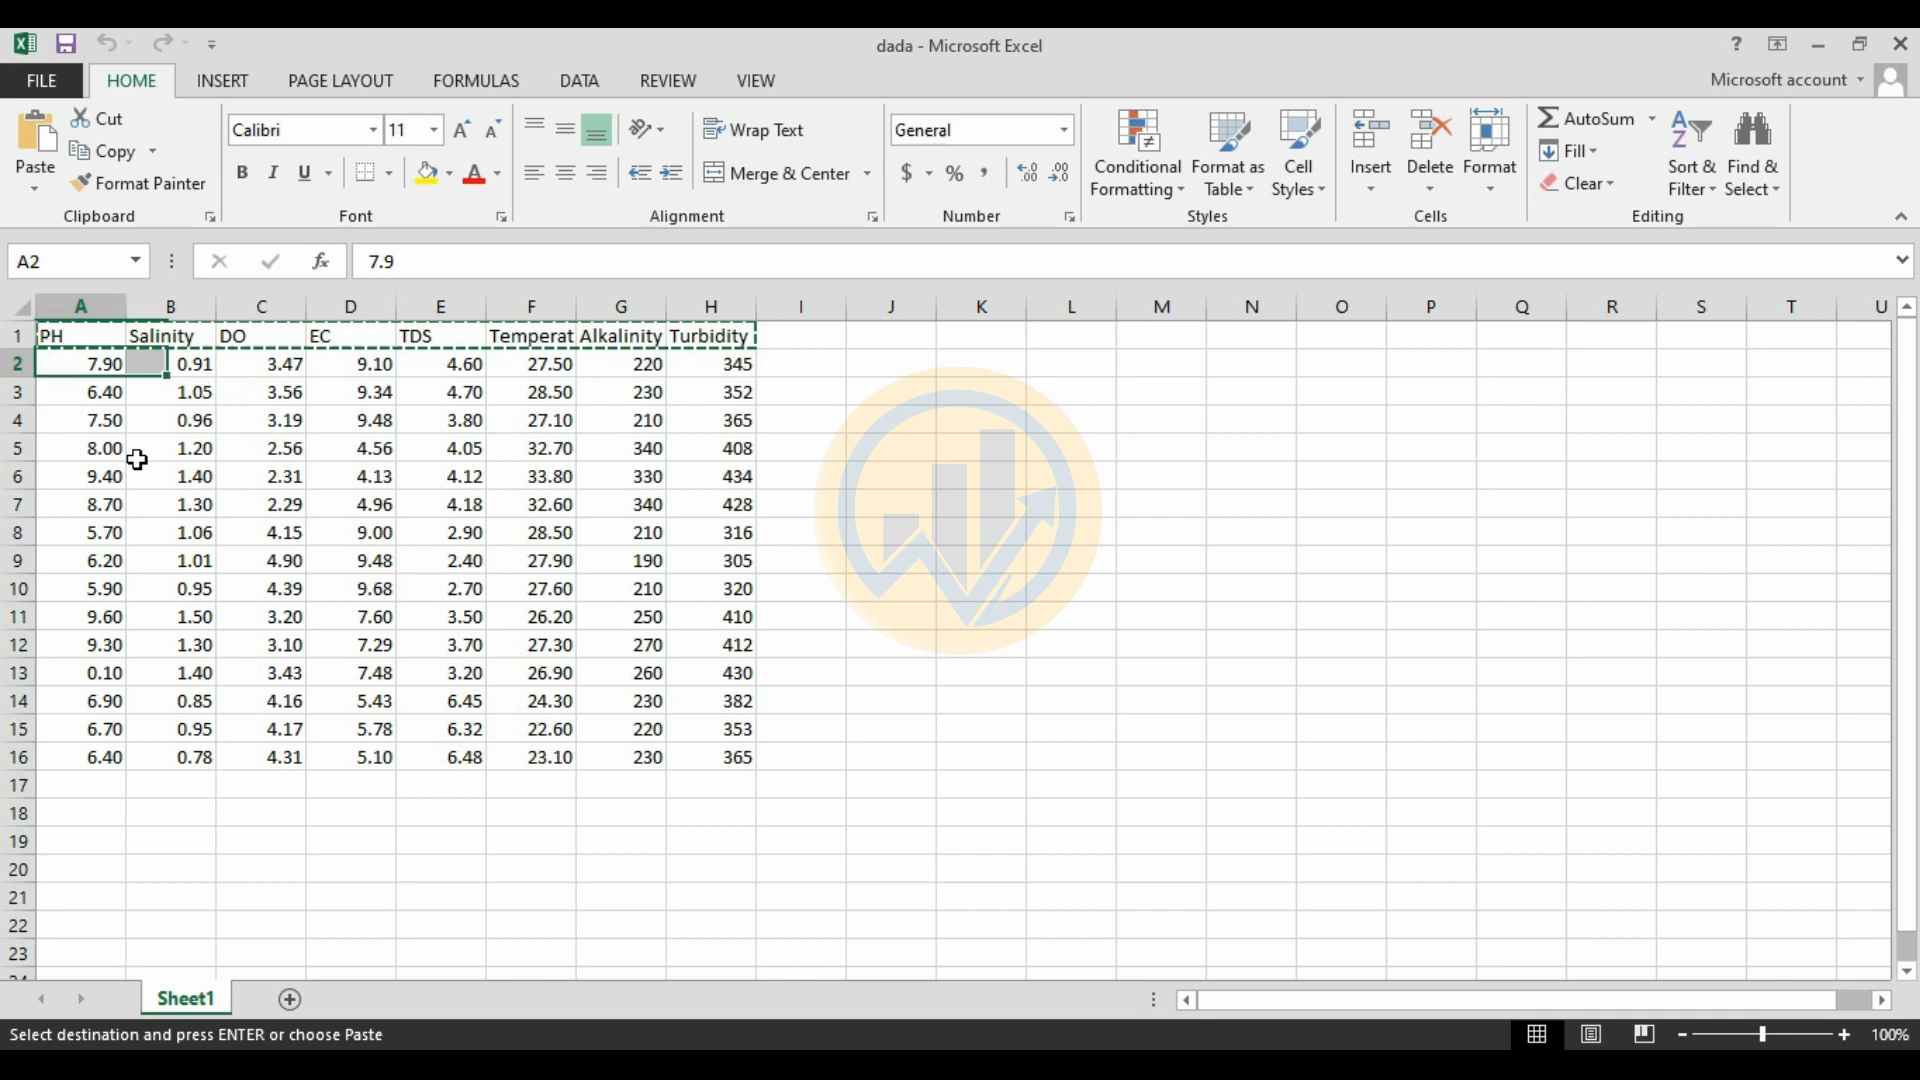 dada - Microsoft Excel
?
FILE HOME INSERT PAGE LAYOUT FORMULAS DATA REVIEW VIEW Microsoft account
Paste Cut Copy Format Painter Clipboard
Calibri 11 A A B I U A Font
Wrap Text Merge & Center Alignment
General $ % , Number
Conditional Formatting Format as Table Cell Styles Styles
Insert Delete Format Cells
AutoSum Fill Clear Sort & Filter Find & Select Editing
A2 fx 7.9
A B C D E F G H I J K L M N O P Q R S T U
1 PH Salinity DO EC TDS Temperat Alkalinity Turbidity
2 7.90 0.91 3.47 9.10 4.60 27.50 220 345
3 6.40 1.05 3.56 9.34 4.70 28.50 230 352
4 7.50 0.96 3.19 9.48 3.80 27.10 210 365
5 8.00 1.20 2.56 4.56 4.05 32.70 340 408
6 9.40 1.40 2.31 4.13 4.12 33.80 330 434
7 8.70 1.30 2.29 4.96 4.18 32.60 340 428
8 5.70 1.06 4.15 9.00 2.90 28.50 210 316
9 6.20 1.01 4.90 9.48 2.40 27.90 190 305
10 5.90 0.95 4.39 9.68 2.70 27.60 210 320
11 9.60 1.50 3.20 7.60 3.50 26.20 250 410
12 9.30 1.30 3.10 7.29 3.70 27.30 270 412
13 0.10 1.40 3.43 7.48 3.20 26.90 260 430
14 6.90 0.85 4.16 5.43 6.45 24.30 230 382
15 6.70 0.95 4.17 5.78 6.32 22.60 220 353
16 6.40 0.78 4.31 5.10 6.48 23.10 230 365
17
18
19
20
21
22
23
Sheet1
Select destination and press ENTER or choose Paste 100%